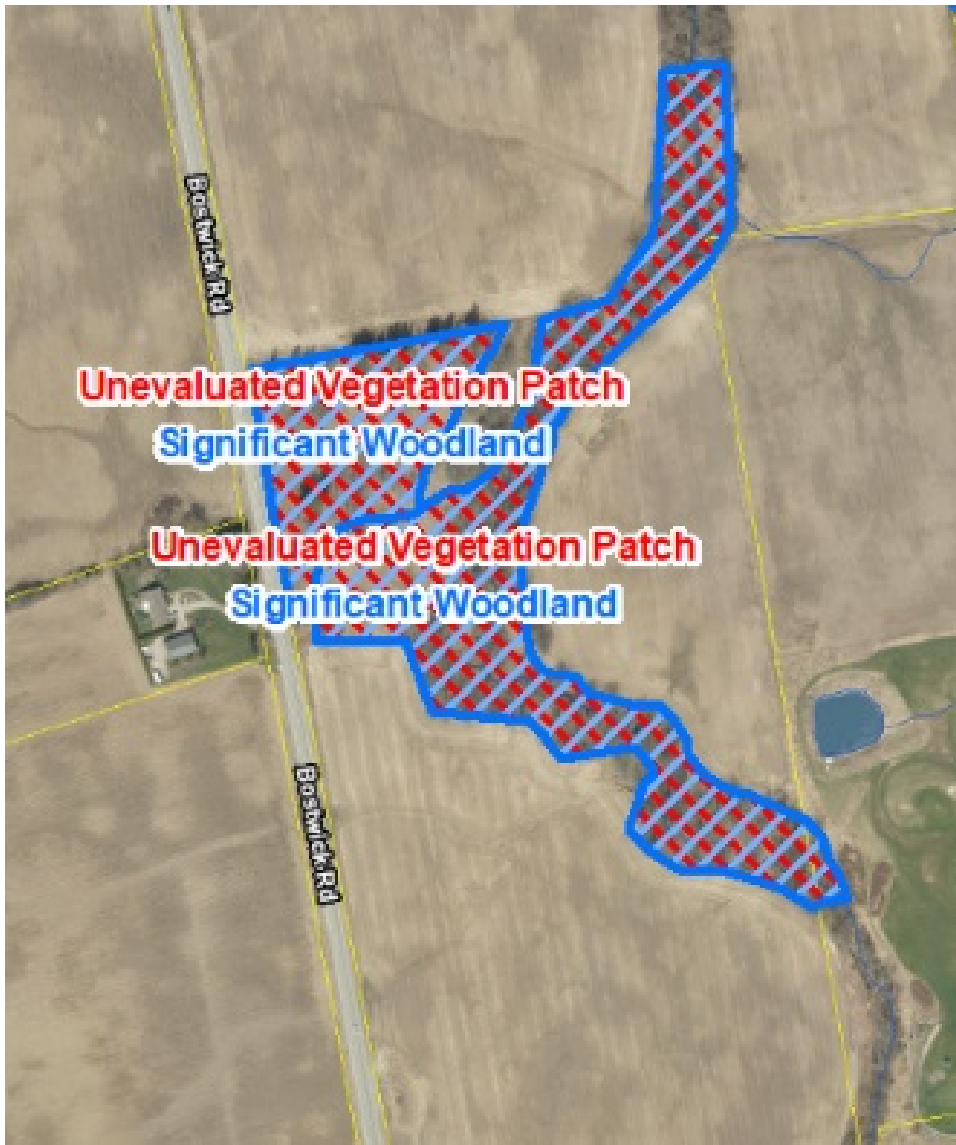 Bostwick Rd
Unevaluated Vegetation Patch
Significant Woodland
Unevaluated Vegetation Patch
Significant Woodland
Bostwick Rd